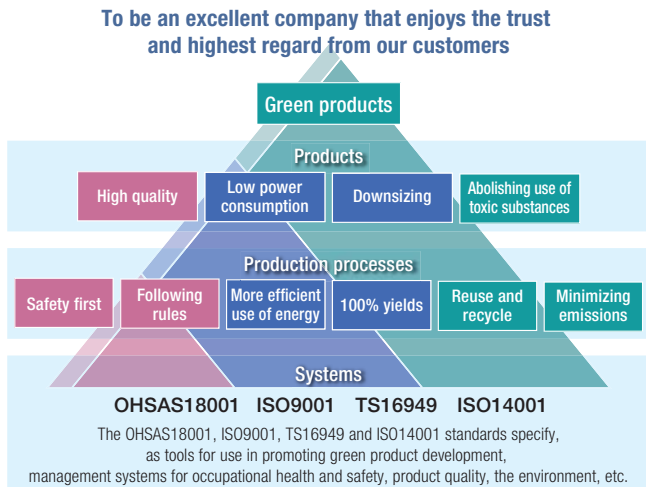 To be an excellent company that enjoys the trust
and highest regard from our customers
Green products
Products
High quality
Low power
consumption
Downsizing
Abolishing use of
toxic substances
Production processes
Safety first
Following
rules
More efficient
use of energy
100% yields
Reuse and
recycle
Minimizing
emissions
Systems
OHSAS18001 ISO9001 TS16949 ISO14001
The OHSAS18001, ISO9001, TS16949 and ISO14001 standards specify,
as tools for use in promoting green product development,
management systems for occupational health and safety, product quality, the environment, etc.